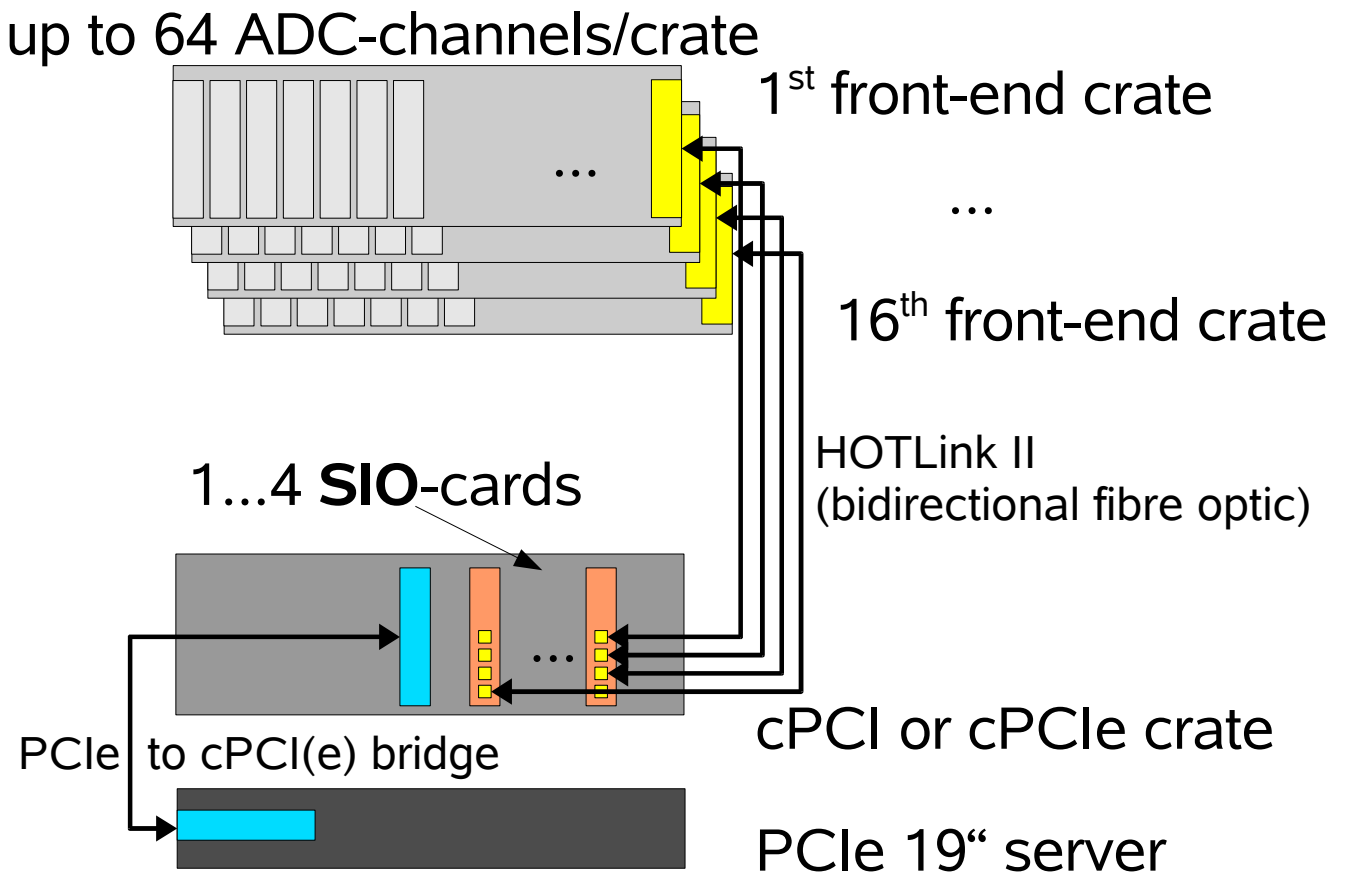 up to 64 ADC-channels/crate
1st front-end crate
...
...
16th front-end crate
HOTLink II
(bidirectional fibre optic)
1...4 SIO-cards
...
cPCI or cPCIe crate
PCIe to cPCI(e) bridge
PCIe 19“ server